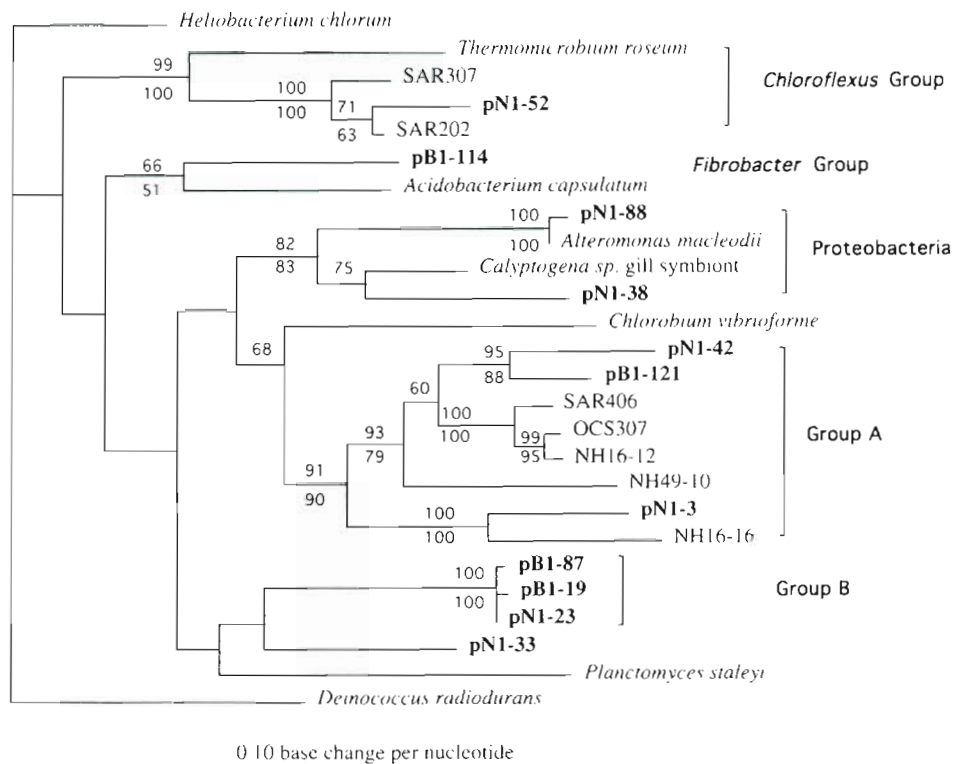 Heliobacterium chlorum
Thermomicrobium roseum
99
100
SAR307
100
100
Chloroflexus Group
71
63
pN1-52
SAR202
pB1-114
Fibrobacter Group
66
51
Acidobacterium capsulatum
100
100
pN1-88
Alteromonas macleodii
82
83
Proteobacteria
75
Calyptogena sp. gill symbiont
pN1-38
Chlorobium vibrioforme
68
95
88
pN1-42
pB1-121
60
SAR406
100
100
OCS307
99
95
NH16-12
Group A
93
79
NH49-10
91
90
pN1-3
100
100
NH16-16
pB1-87
100
100
pB1-19
Group B
pN1-23
pN1-33
Planctomyces staleyi
Deinococcus radiodurans
0 10 base change per nucleotide